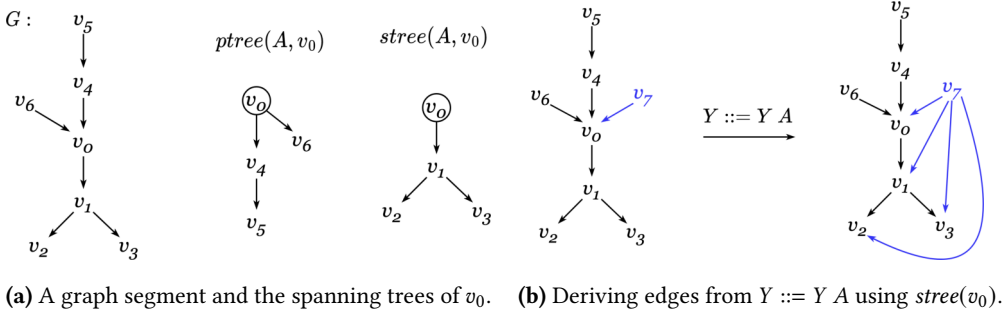 G :
v5
v4
v6
v0
v1
v2
v3
ptree(A, v0)
v0
v4
v6
v5
stree(A, v0)
v0
v1
v2
v3
v5
v4
v6
v7
v0
v1
v2
v3
Y ::= Y A
v5
v4
v7
v6
v0
v1
v2
v3
(a) A graph segment and the spanning trees of v0.
(b) Deriving edges from Y ::= Y A using stree(v0).